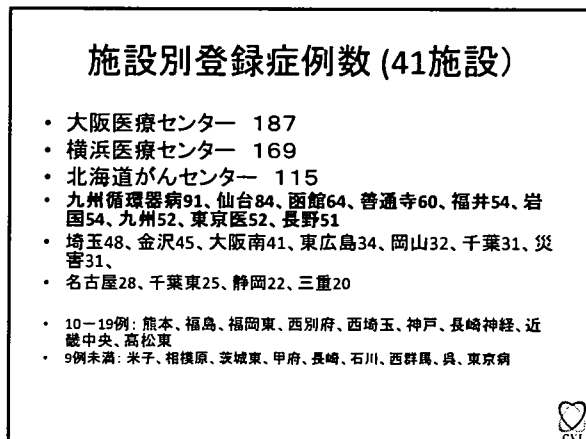 施設別登録症例数 (41施設)
• 大阪医療センター 187
• 横浜医療センター 169
• 北海道がんセンター 115
• 九州循環器病91、仙台84、函館64、善通寺60、福井54、岩
国54、九州52、東京医52、長野51
• 埼玉48、金沢45、大阪南41、東広島34、岡山32、千葉31、災
害31、
• 名古屋28、千葉東25、静岡22、三重20
• 10－19例: 熊本、福島、福岡東、西別府、西埼玉、神戸、長崎神経、近
畿中央、高松東
• 9例未満: 米子、相模原、茨城東、甲府、長崎、石川、西群馬、呉、東京病